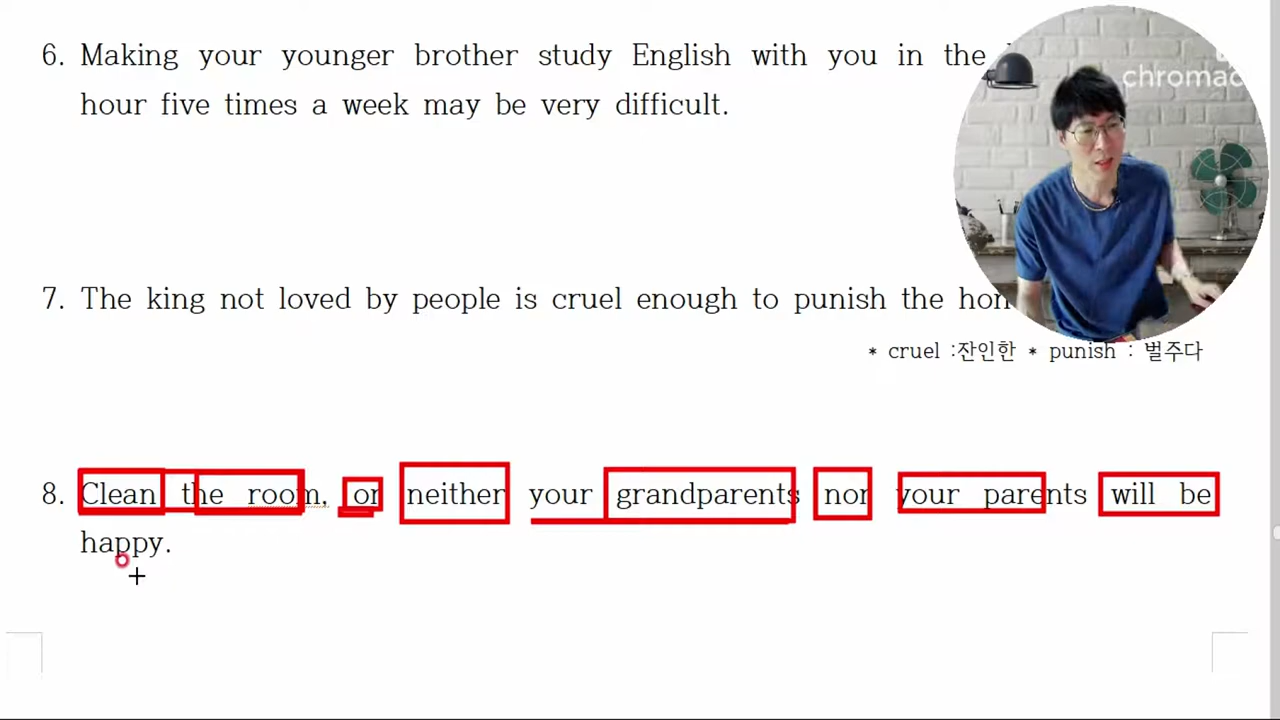 6. Making your younger brother study English with you in the
hour five times a week may be very difficult.
chromac
7. The king not loved by people is cruel enough to punish the
* cruel :잔인한 * punish : 벌주다
8. Clean the room, or neither your grandparents nor your parents will be
happy.